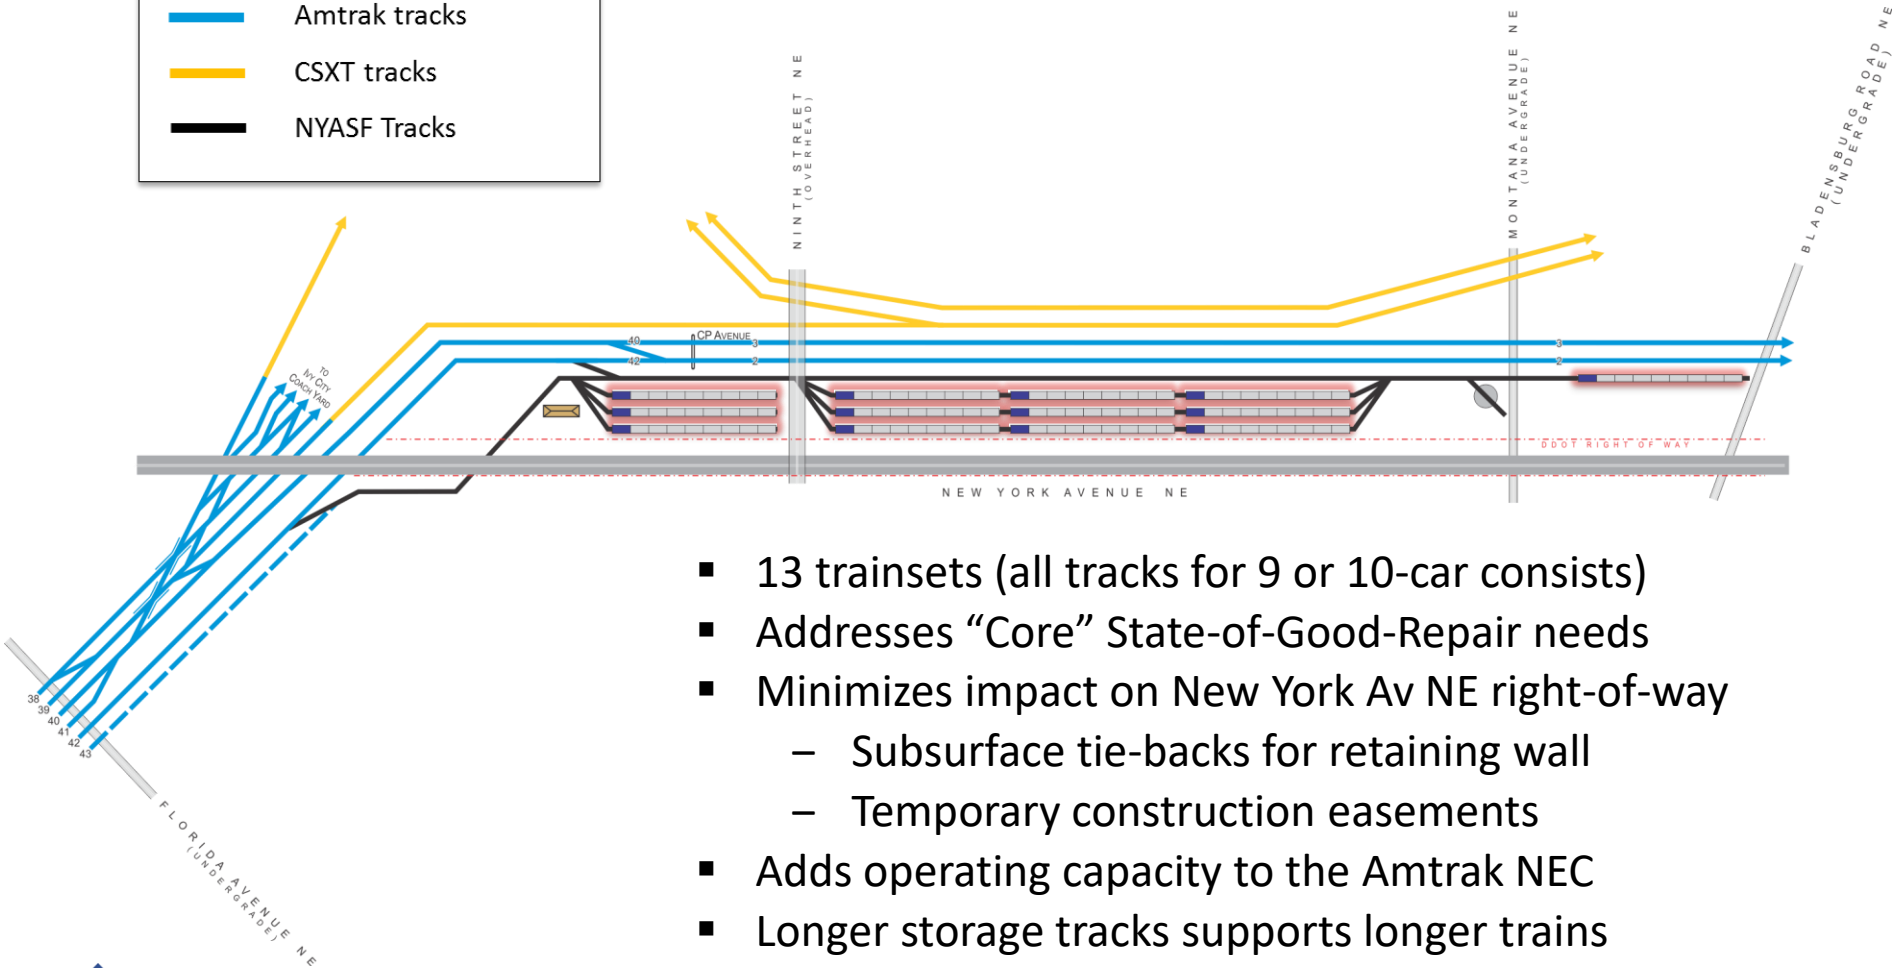 Amtrak tracks
CSXT tracks
NYASF Tracks
NINTH STREET NE
(OVERHEAD)
MONTANA AVENUE NE
(UNDERGRADE)
BLADENSBURG ROAD NE
(UNDERGRADE)
TO
IVY CITY
COACH YARD
40
42
CP AVENUE
3
2
3
2
DDOT RIGHT OF WAY
NEW YORK AVENUE NE
38
39
40
41
42
43
FLORIDA AVENUE NE
(UNDERGRADE)
▪ 13 trainsets (all tracks for 9 or 10-car consists)
▪ Addresses “Core” State-of-Good-Repair needs
▪ Minimizes impact on New York Av NE right-of-way
– Subsurface tie-backs for retaining wall
– Temporary construction easements
▪ Adds operating capacity to the Amtrak NEC
▪ Longer storage tracks supports longer trains